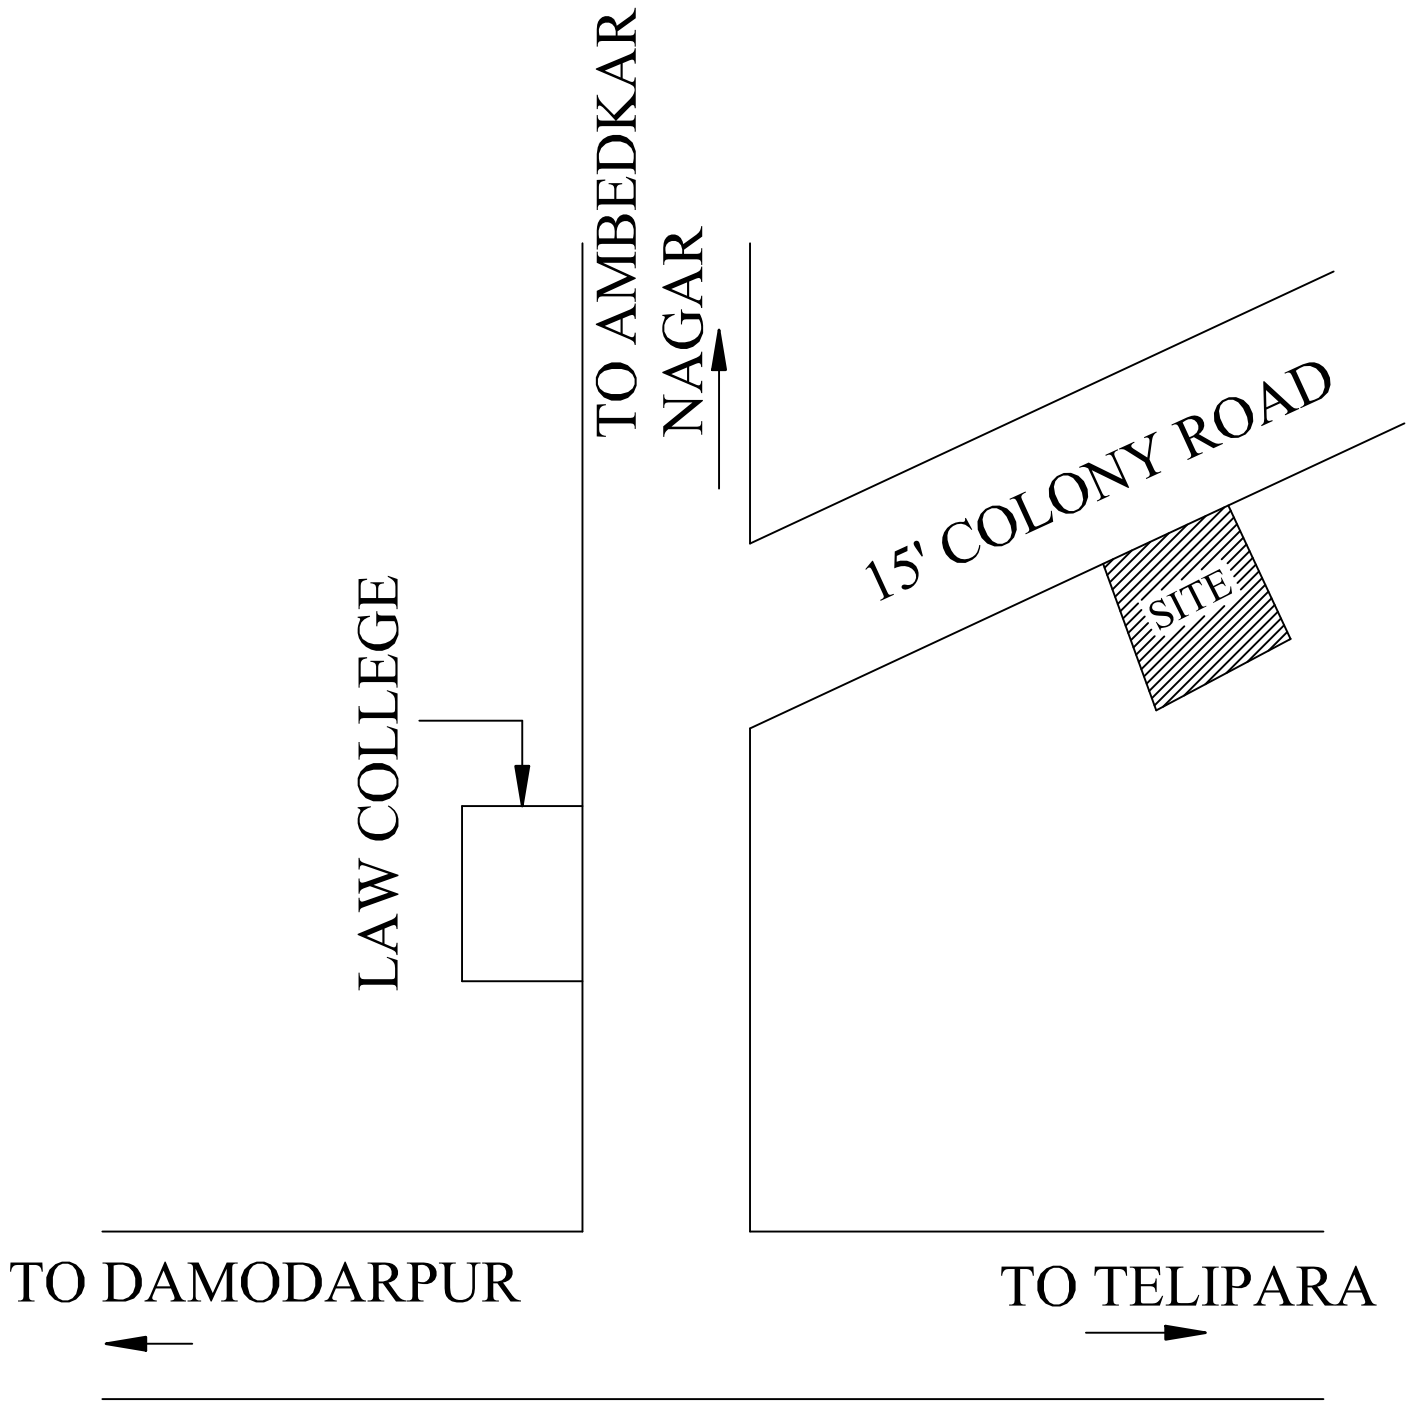 TO AMBEDKAR
NAGAR
15' COLONY ROAD
SITE
LAW COLLEGE
TO DAMODARPUR
TO TELIPARA